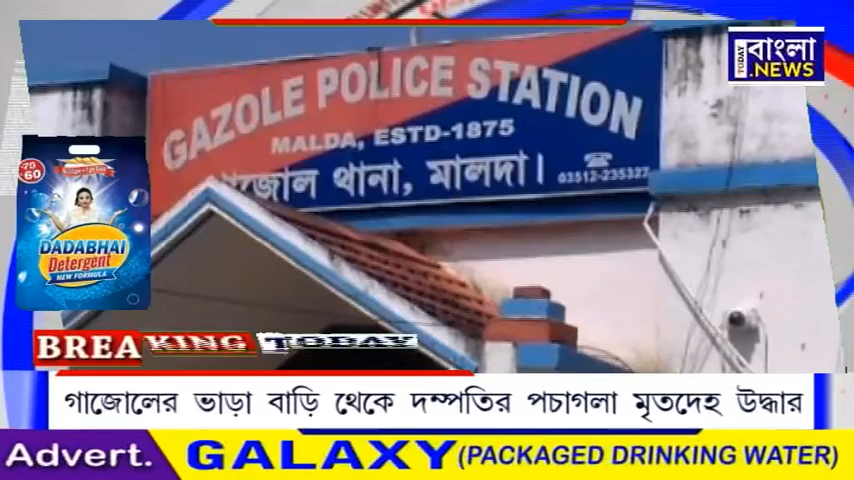 TODAY বাংলা
.NEWS
GAZOLE POLICE STATION
MALDA, ESTD-1875
গাজোল থানা, মালদা। ☎ 03512-235327
70
60
DADABHAI
Detergent
NEW FORMULA
BREAKING TODAY
গাজোলের ভাড়া বাড়ি থেকে দম্পতির পচাগলা মৃতদেহ উদ্ধার
Advert. GALAXY (PACKAGED DRINKING WATER)